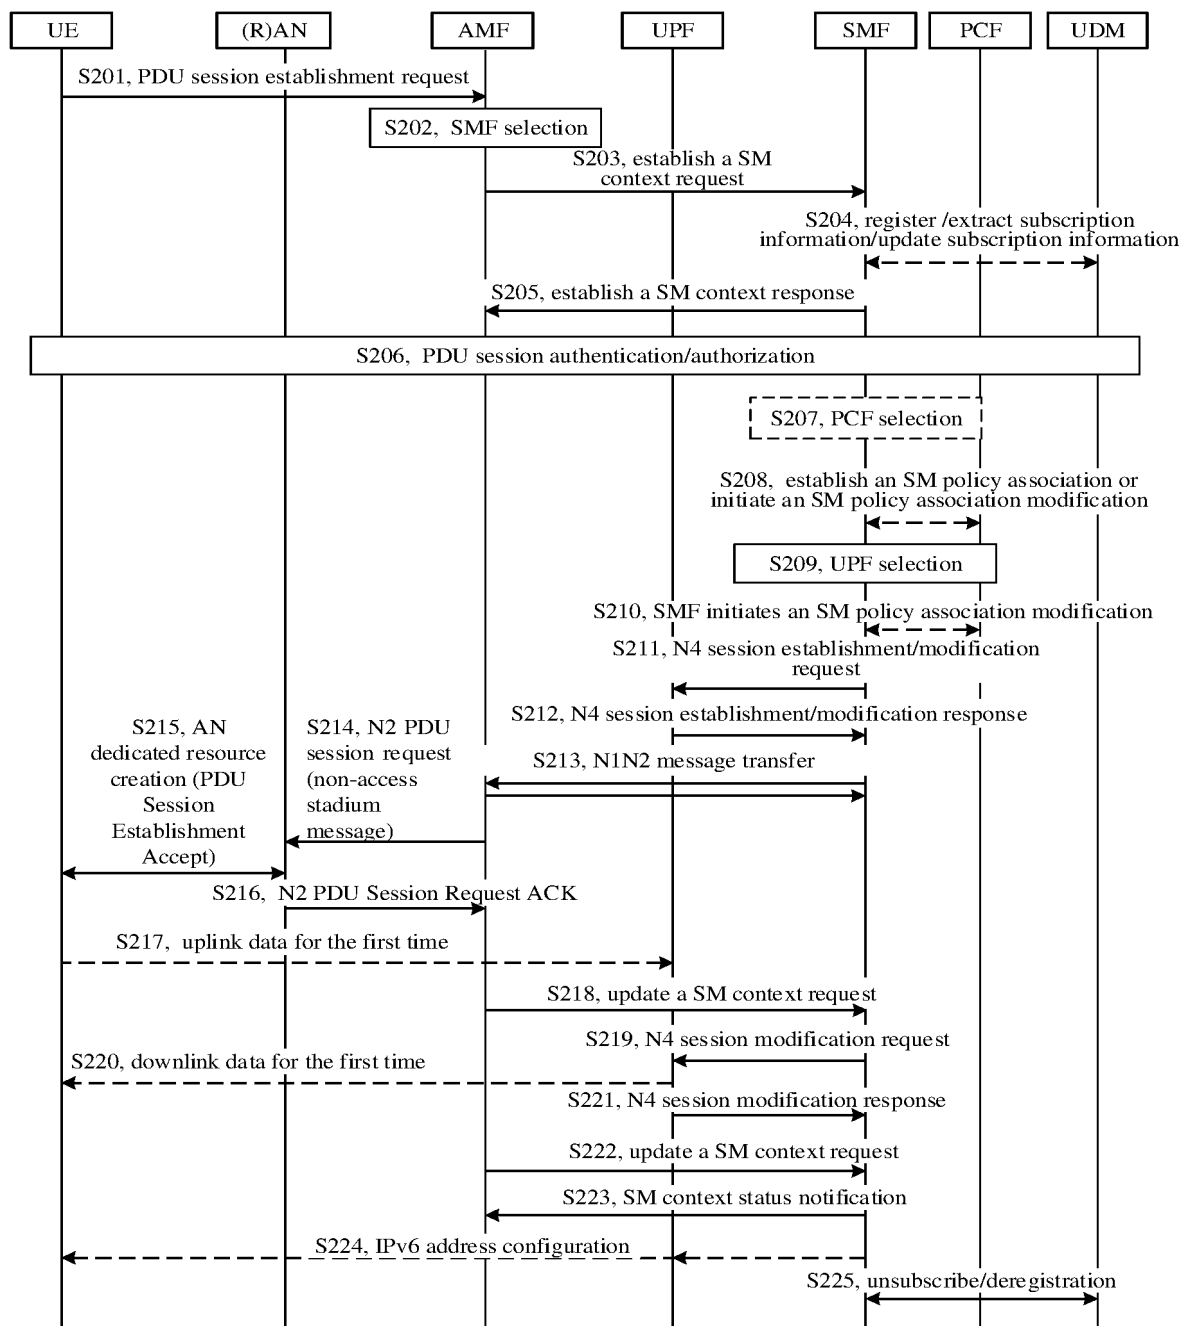 UE (R)AN AMF UPF SMF PCF UDM
S201, PDU session establishment request
S202, SMF selection
S203, establish a SM
context request
S204, register /extract subscription
information/update subscription information
S205, establish a SM context response
S206, PDU session authentication/authorization
S207, PCF selection
S208, establish an SM policy association or
initiate an SM policy association modification
S209, UPF selection
S210, SMF initiates an SM policy association modification
S211, N4 session establishment/modification
request
S212, N4 session establishment/modification response
S213, N1N2 message transfer
S214, N2 PDU
session request
(non-access
stadium
message)
S215, AN
dedicated resource
creation (PDU
Session
Establishment
Accept)
S216, N2 PDU Session Request ACK
S217, uplink data for the first time
S218, update a SM context request
S219, N4 session modification request
S220, downlink data for the first time
S221, N4 session modification response
S222, update a SM context request
S223, SM context status notification
S224, IPv6 address configuration
S225, unsubscribe/deregistration